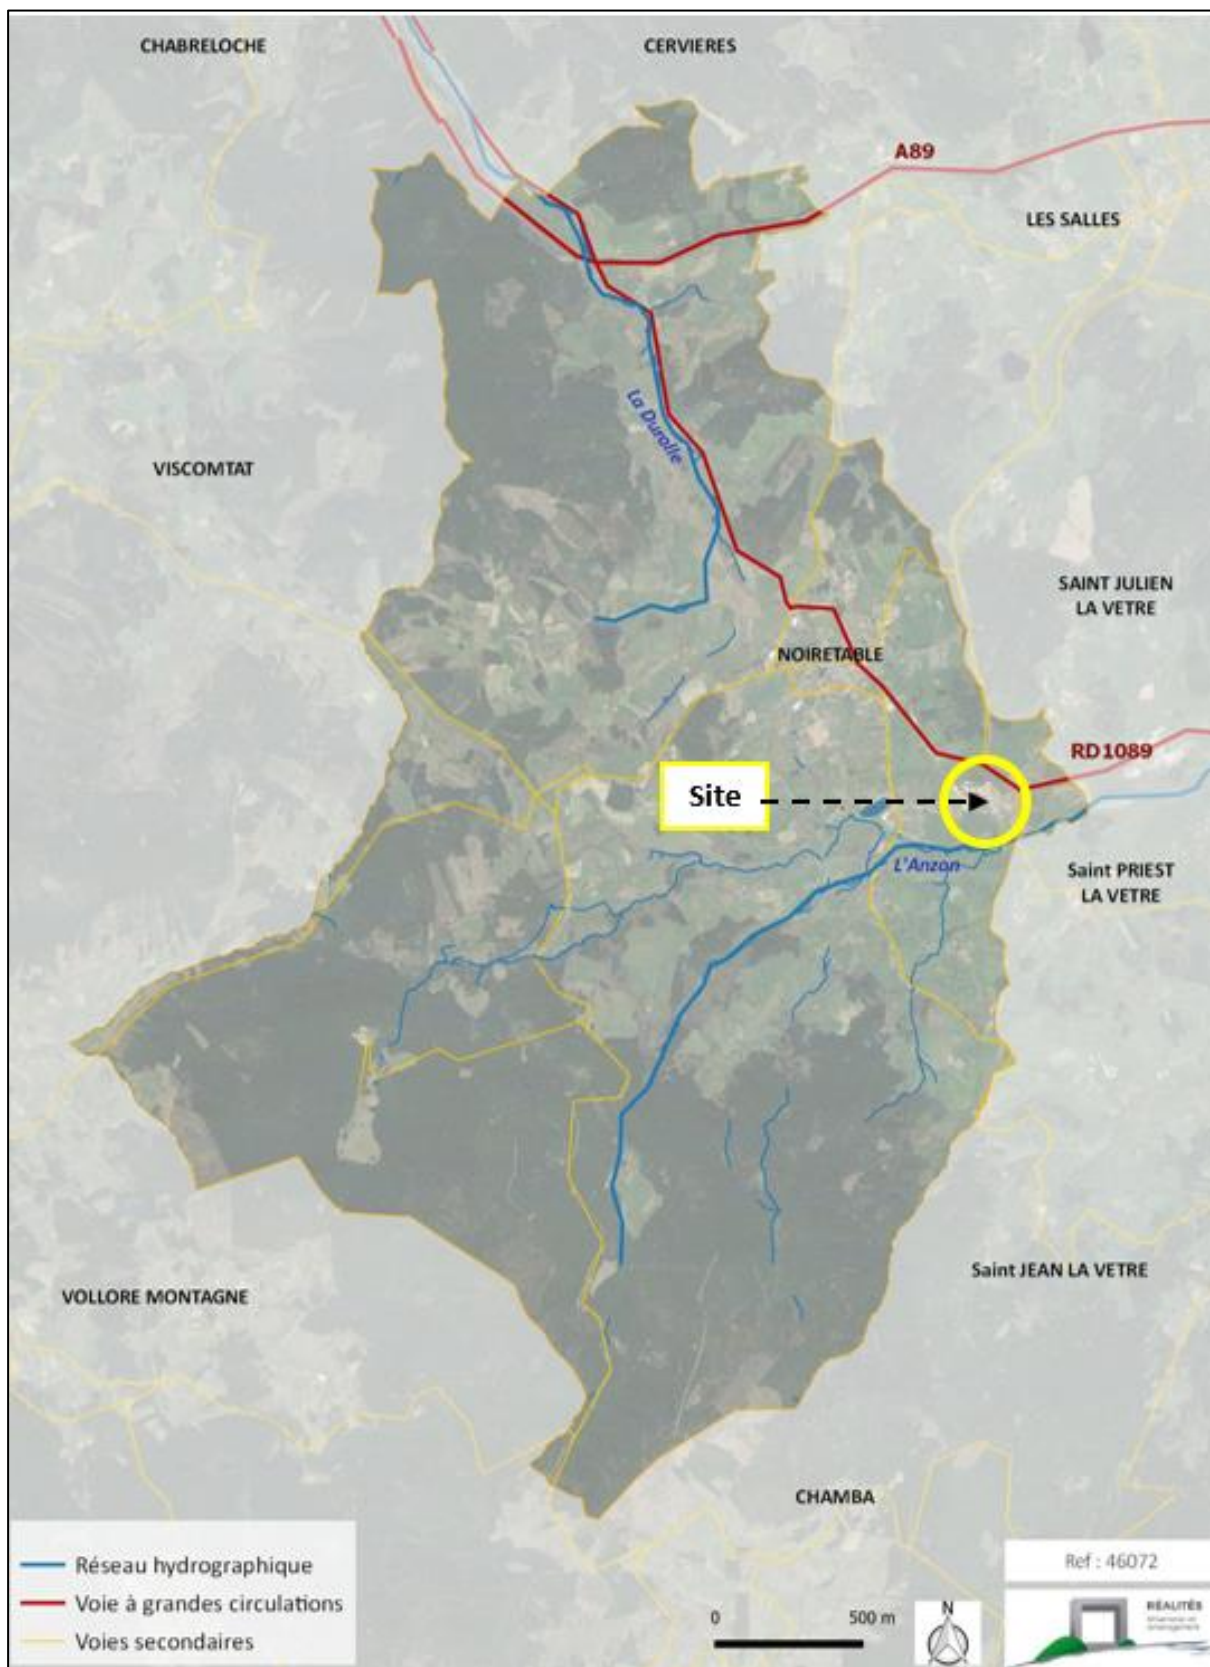 CHABRELOCHE
CERVIERES
A89
LES SALLES
La Durolle
VISCOMTAT
SAINT JULIEN
LA VETRE
NOIRETABLE
RD1089
Site
L'Anzon
Saint PRIEST
LA VETRE
Saint JEAN LA VETRE
VOLLORE MONTAGNE
CHAMBA
Réseau hydrographique
Voie à grandes circulations
Voies secondaires
0 500 m
N
Ref : 46072
RÉALITÉS